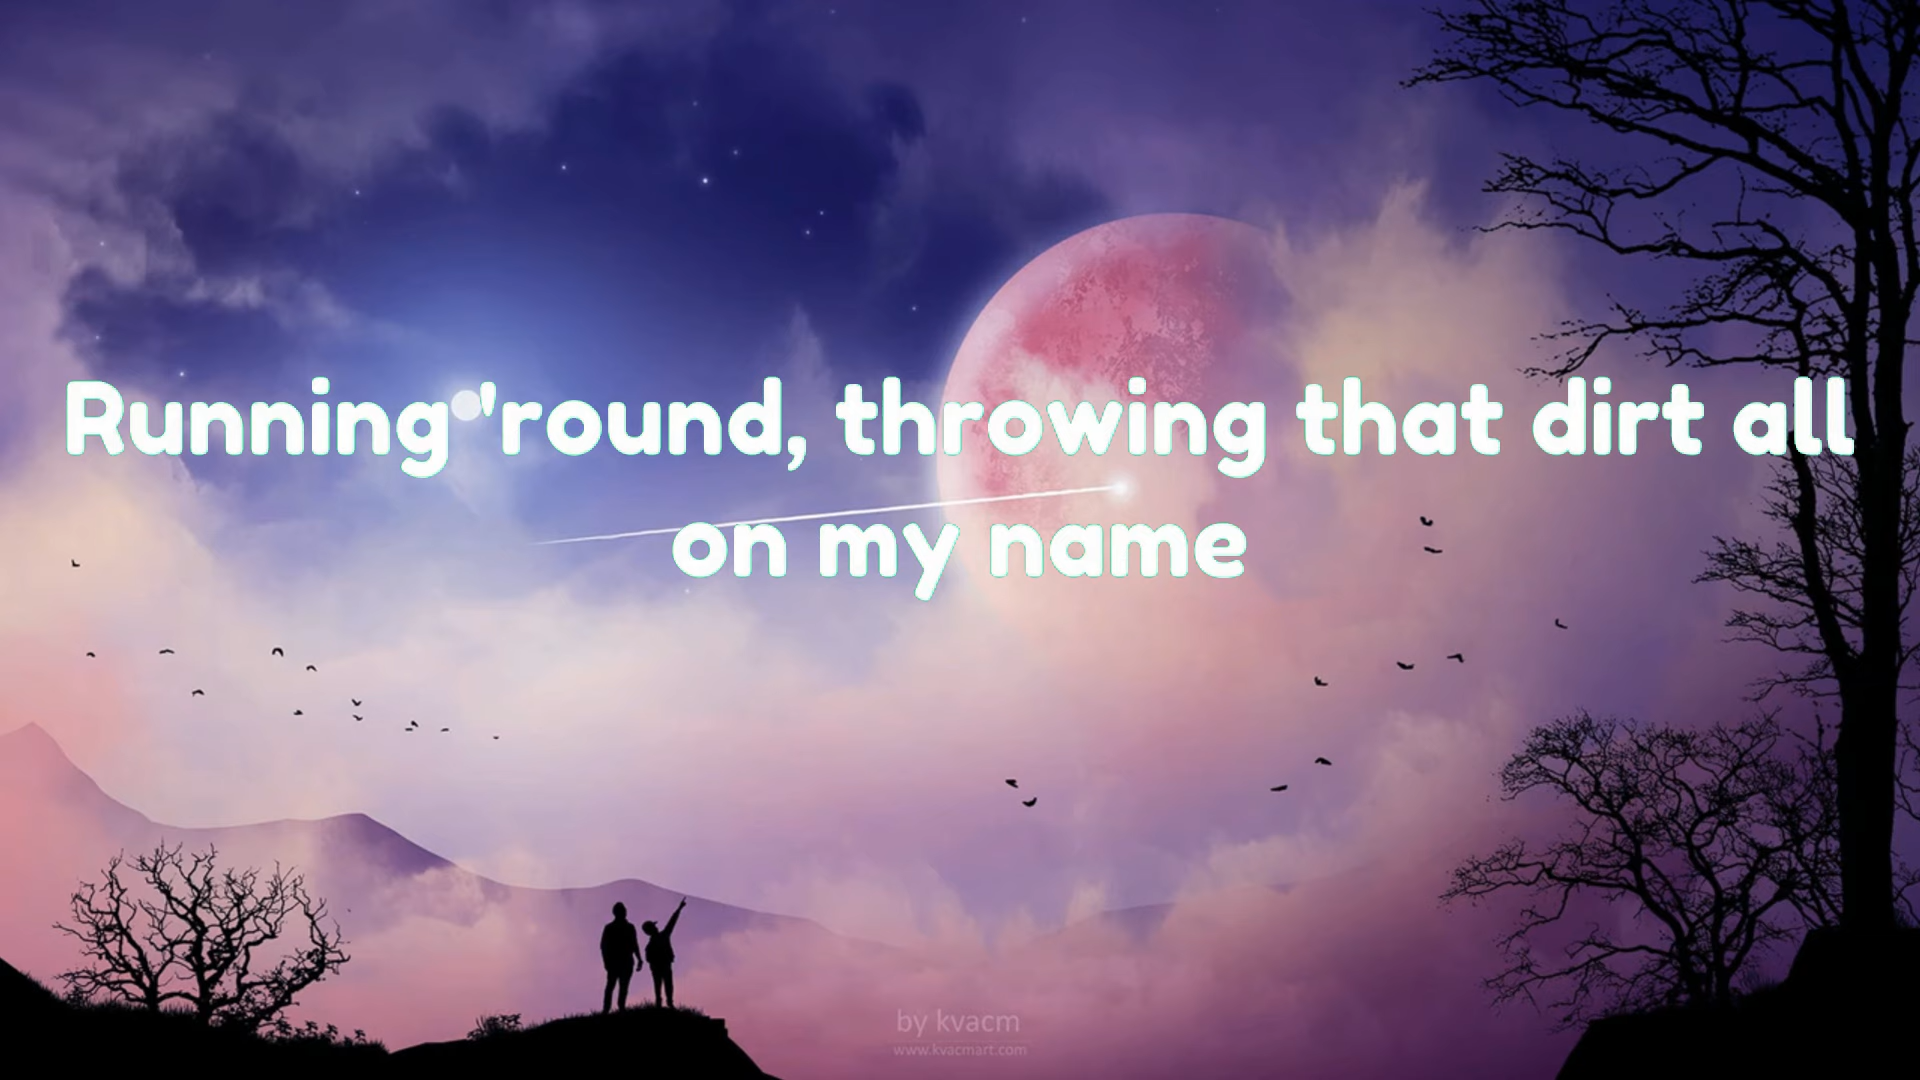 Running 'round, throwing that dirt all
on my name
by kvacm
www.kvacmart.com